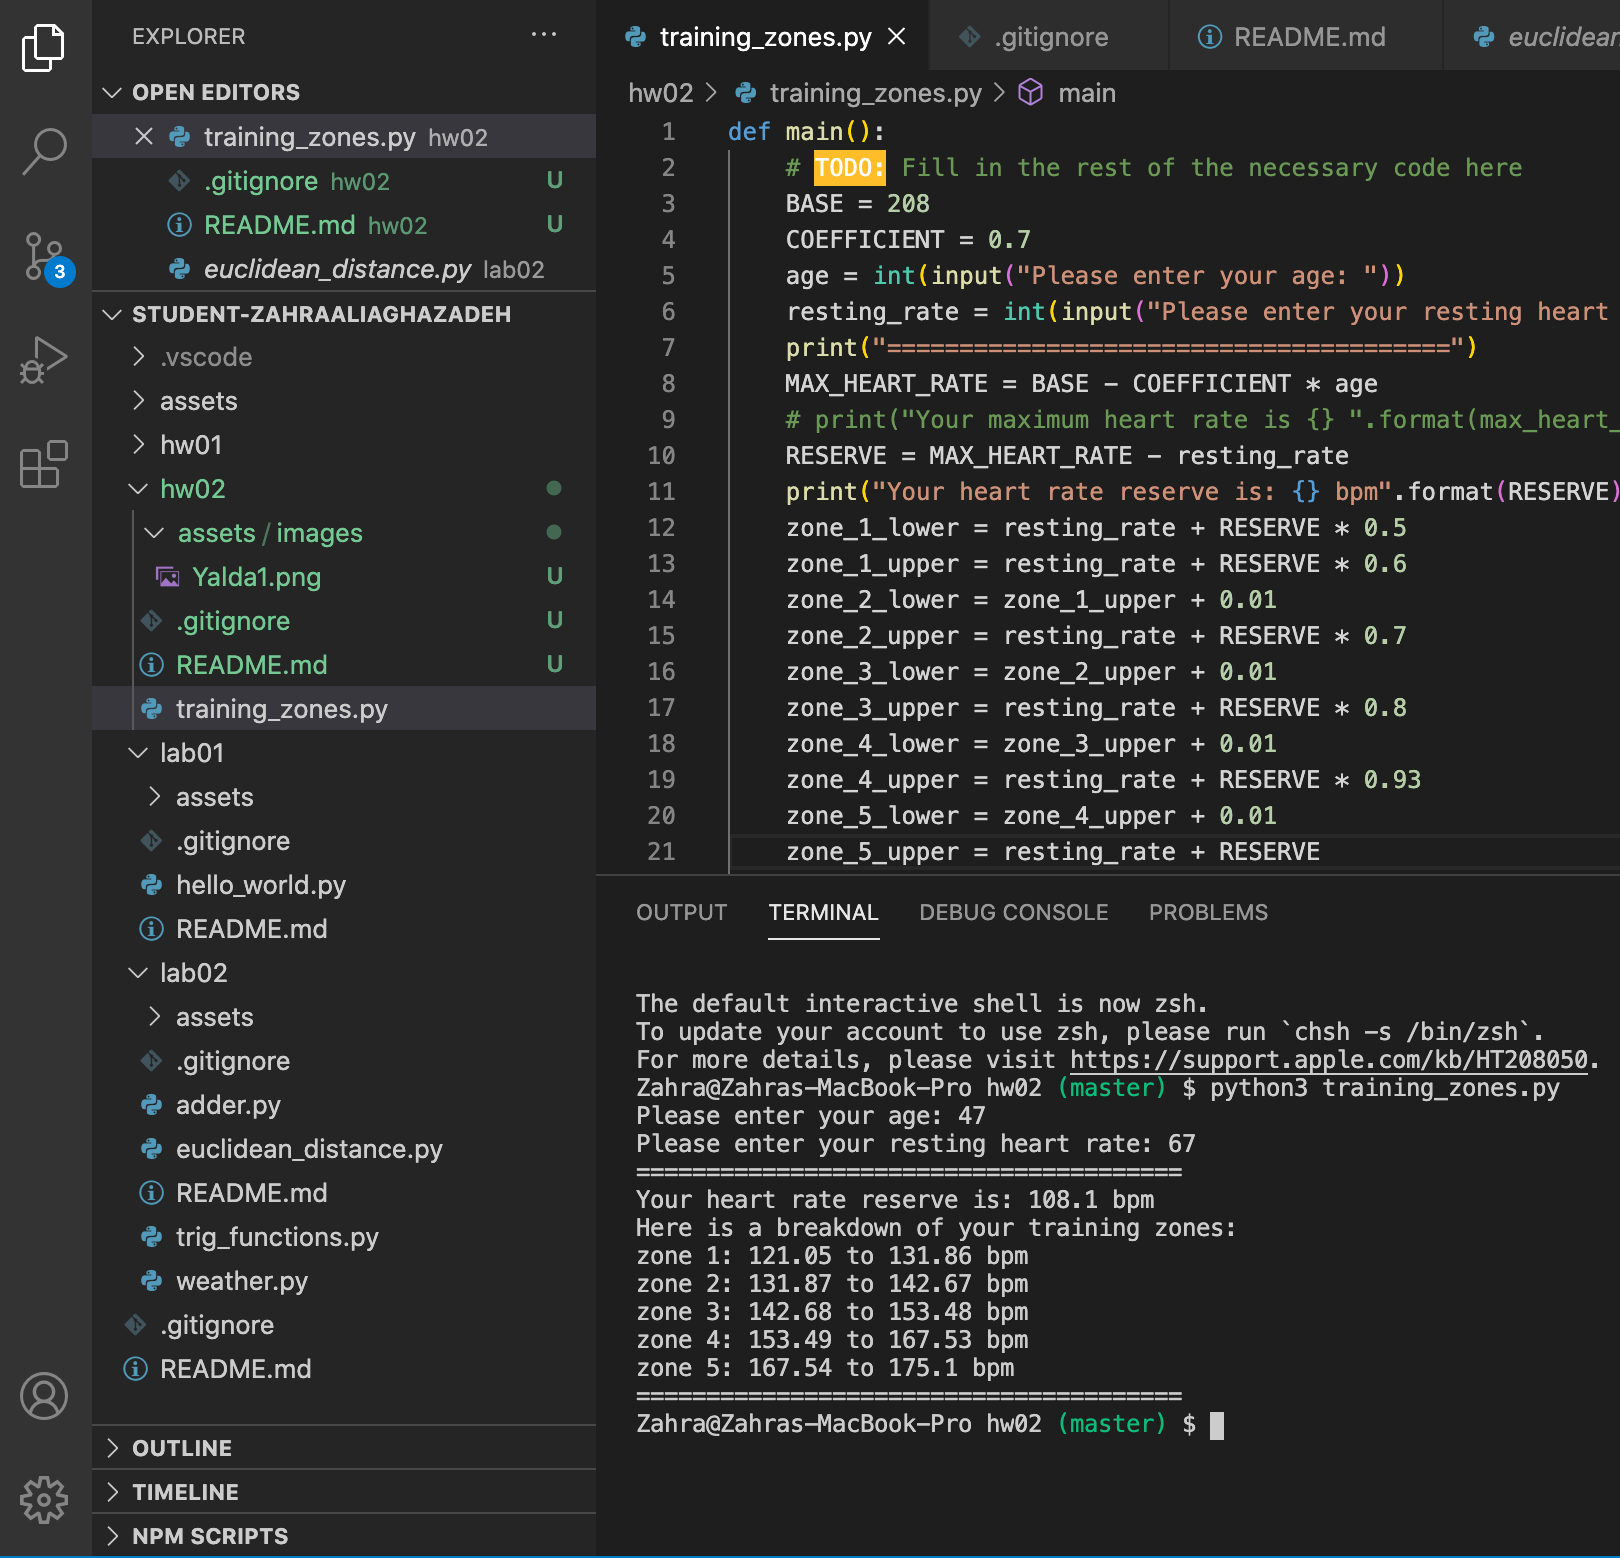 EXPLORER ...
OPEN EDITORS
training_zones.py hw02
.gitignore hw02 U
README.md hw02 U
euclidean_distance.py lab02
STUDENT-ZAHRAALIAGHAZADEH
.vscode
assets
hw01
hw02
assets / images
Yalda1.png U
.gitignore U
README.md U
training_zones.py
lab01
assets
.gitignore
hello_world.py
README.md
lab02
assets
.gitignore
adder.py
euclidean_distance.py
README.md
trig_functions.py
weather.py
.gitignore
README.md
OUTLINE
TIMELINE
NPM SCRIPTS
3
training_zones.py .gitignore README.md euclidean
hw02 > training_zones.py > main
1 def main():
2 # TODO: Fill in the rest of the necessary code here
3 BASE = 208
4 COEFFICIENT = 0.7
5 age = int(input("Please enter your age: "))
6 resting_rate = int(input("Please enter your resting heart
7 print("=======================================")
8 MAX_HEART_RATE = BASE - COEFFICIENT * age
9 # print("Your maximum heart rate is {} ".format(max_heart_
10 RESERVE = MAX_HEART_RATE - resting_rate
11 print("Your heart rate reserve is: {} bpm".format(RESERVE)
12 zone_1_lower = resting_rate + RESERVE * 0.5
13 zone_1_upper = resting_rate + RESERVE * 0.6
14 zone_2_lower = zone_1_upper + 0.01
15 zone_2_upper = resting_rate + RESERVE * 0.7
16 zone_3_lower = zone_2_upper + 0.01
17 zone_3_upper = resting_rate + RESERVE * 0.8
18 zone_4_lower = zone_3_upper + 0.01
19 zone_4_upper = resting_rate + RESERVE * 0.93
20 zone_5_lower = zone_4_upper + 0.01
21 zone_5_upper = resting_rate + RESERVE
OUTPUT TERMINAL DEBUG CONSOLE PROBLEMS
The default interactive shell is now zsh.
To update your account to use zsh, please run `chsh -s /bin/zsh`.
For more details, please visit https://support.apple.com/kb/HT208050.
Zahra@Zahras-MacBook-Pro hw02 (master) $ python3 training_zones.py
Please enter your age: 47
Please enter your resting heart rate: 67
=======================================
Your heart rate reserve is: 108.1 bpm
Here is a breakdown of your training zones:
zone 1: 121.05 to 131.86 bpm
zone 2: 131.87 to 142.67 bpm
zone 3: 142.68 to 153.48 bpm
zone 4: 153.49 to 167.53 bpm
zone 5: 167.54 to 175.1 bpm
=======================================
Zahra@Zahras-MacBook-Pro hw02 (master) $